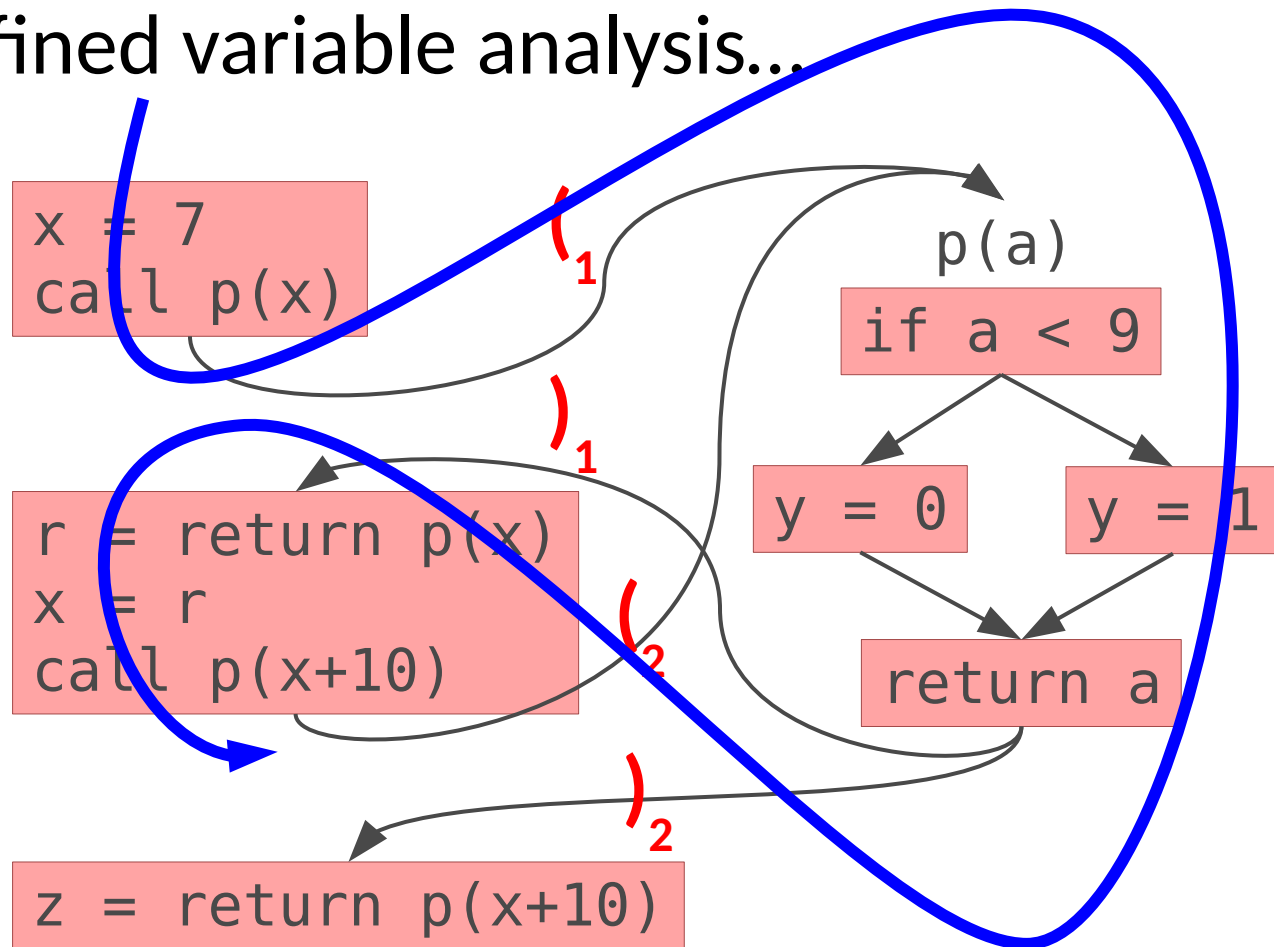 fined variable analysis...
x = 7
call p(x)
(1
p(a)
if a < 9
)1
y = 0
y = 1
r = return p(x)
x = r
call p(x+10)
(2
return a
)2
z = return p(x+10)